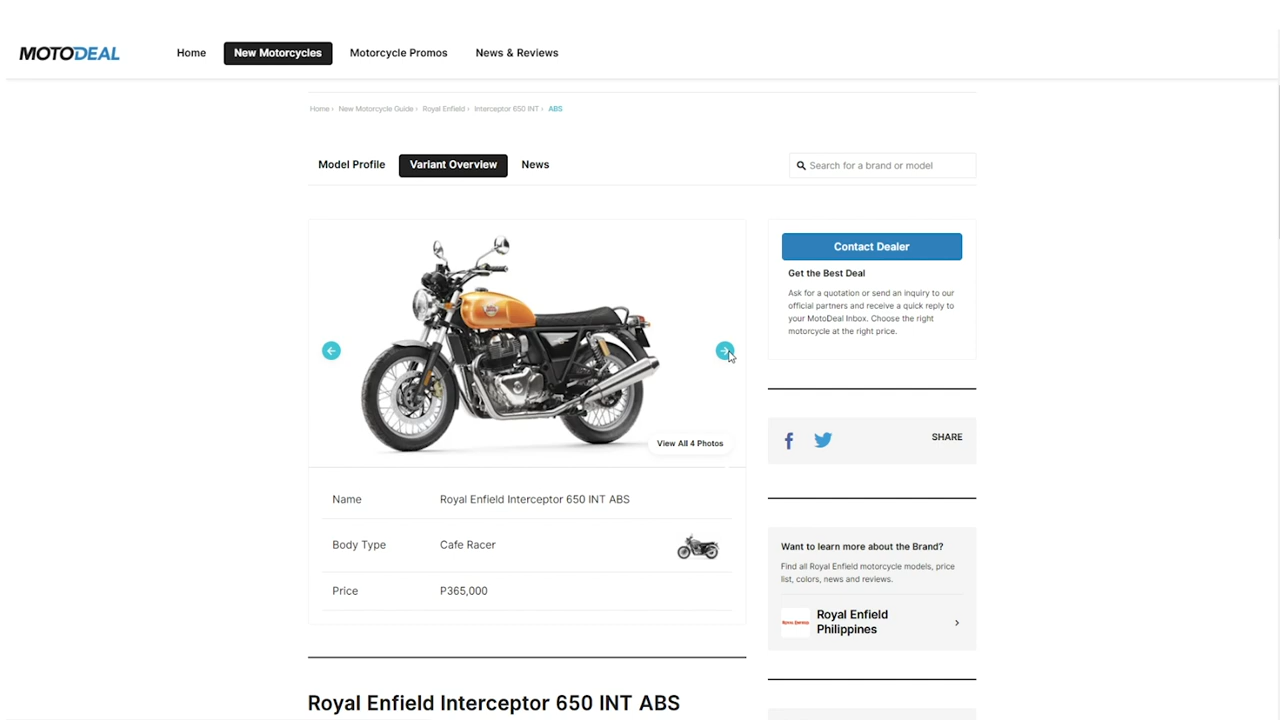 MOTODEAL
Home
New Motorcycles
Motorcycle Promos
News & Reviews
Home › New Motorcycle Guide › Royal Enfield › Interceptor 650 INT › ABS
Model Profile
Variant Overview
News
Search for a brand or model
View All 4 Photos
Name Royal Enfield Interceptor 650 INT ABS
Body Type Cafe Racer
Price P365,000
Royal Enfield Interceptor 650 INT ABS
Contact Dealer
Get the Best Deal
Ask for a quotation or send an inquiry to our
official partners and receive a quick reply to
your MotoDeal Inbox. Choose the right
motorcycle at the right price.
SHARE
Want to learn more about the Brand?
Find all Royal Enfield motorcycle models, price
list, colors, news and reviews.
Royal Enfield
Philippines